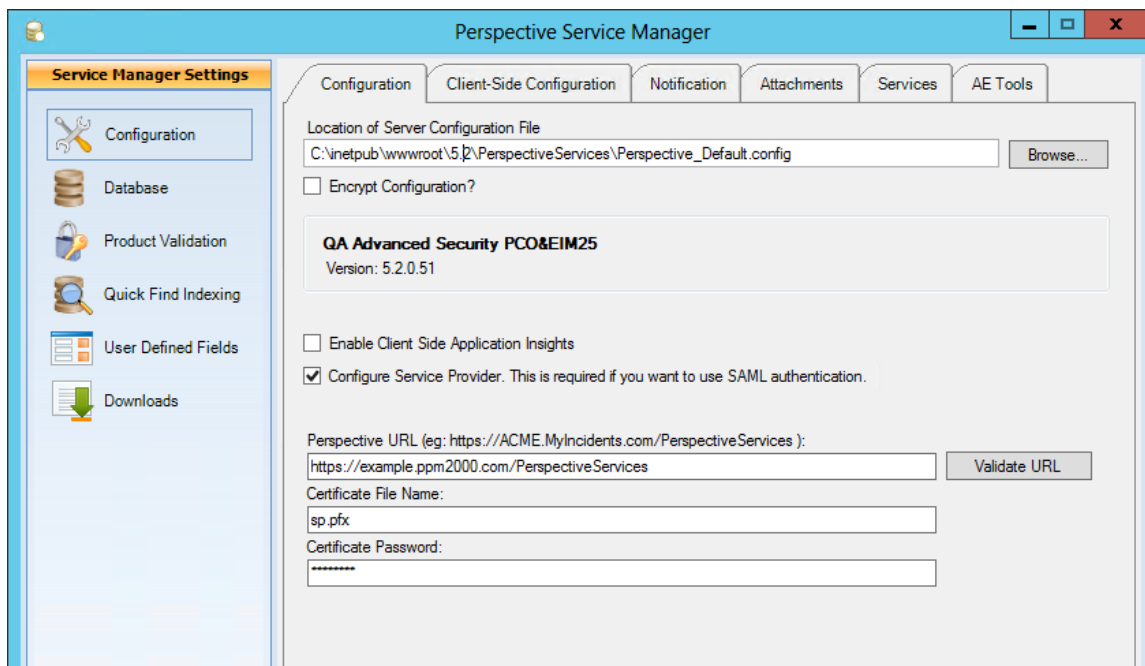 Perspective Service Manager
Service Manager Settings
Configuration
Database
Product Validation
Quick Find Indexing
User Defined Fields
Downloads
Configuration Client-Side Configuration Notification Attachments Services AE Tools
Location of Server Configuration File
C:\inetpub\wwwroot\5.2\PerspectiveServices\Perspective_Default.config Browse...
Encrypt Configuration?
QA Advanced Security PCO&EIM25
Version: 5.2.0.51
Enable Client Side Application Insights
Configure Service Provider. This is required if you want to use SAML authentication.
Perspective URL (eg: https://ACME.MyIncidents.com/PerspectiveServices ):
https://example.ppm2000.com/PerspectiveServices Validate URL
Certificate File Name:
sp.pfx
Certificate Password:
********